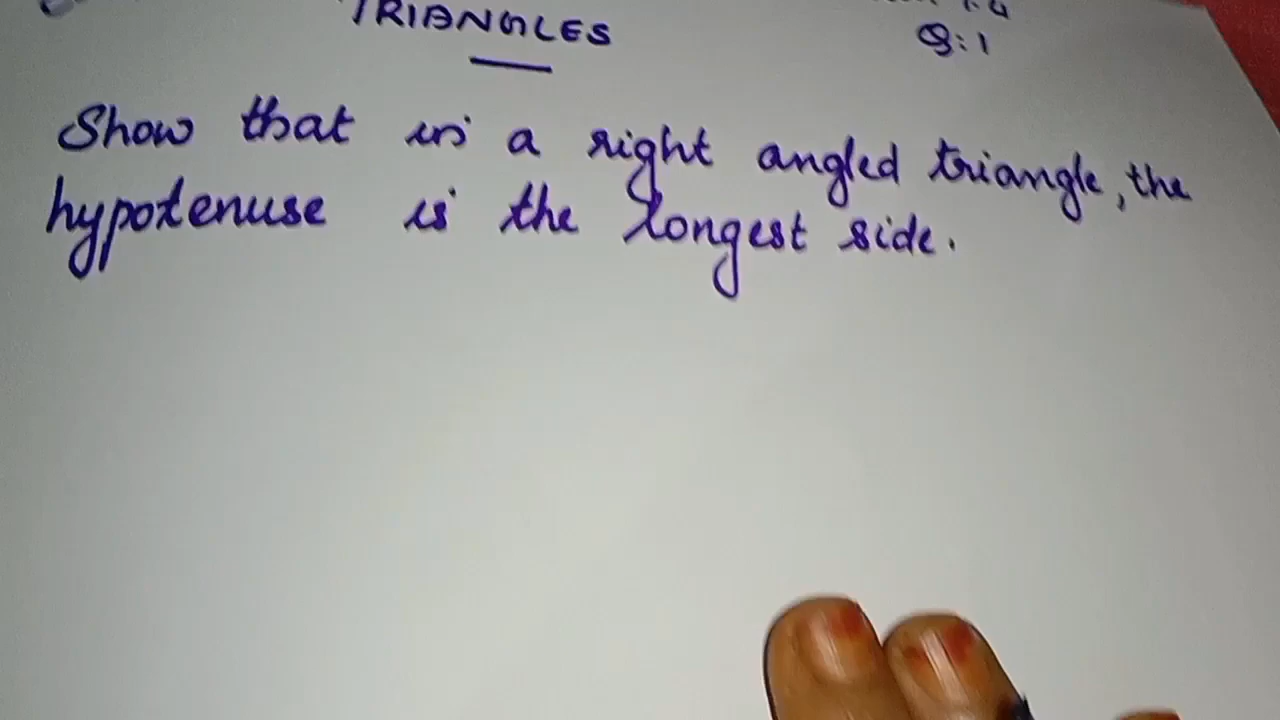 TRIANGLES
Q:1
Show that in a right angled triangle, the
hypotenuse is the longest side.